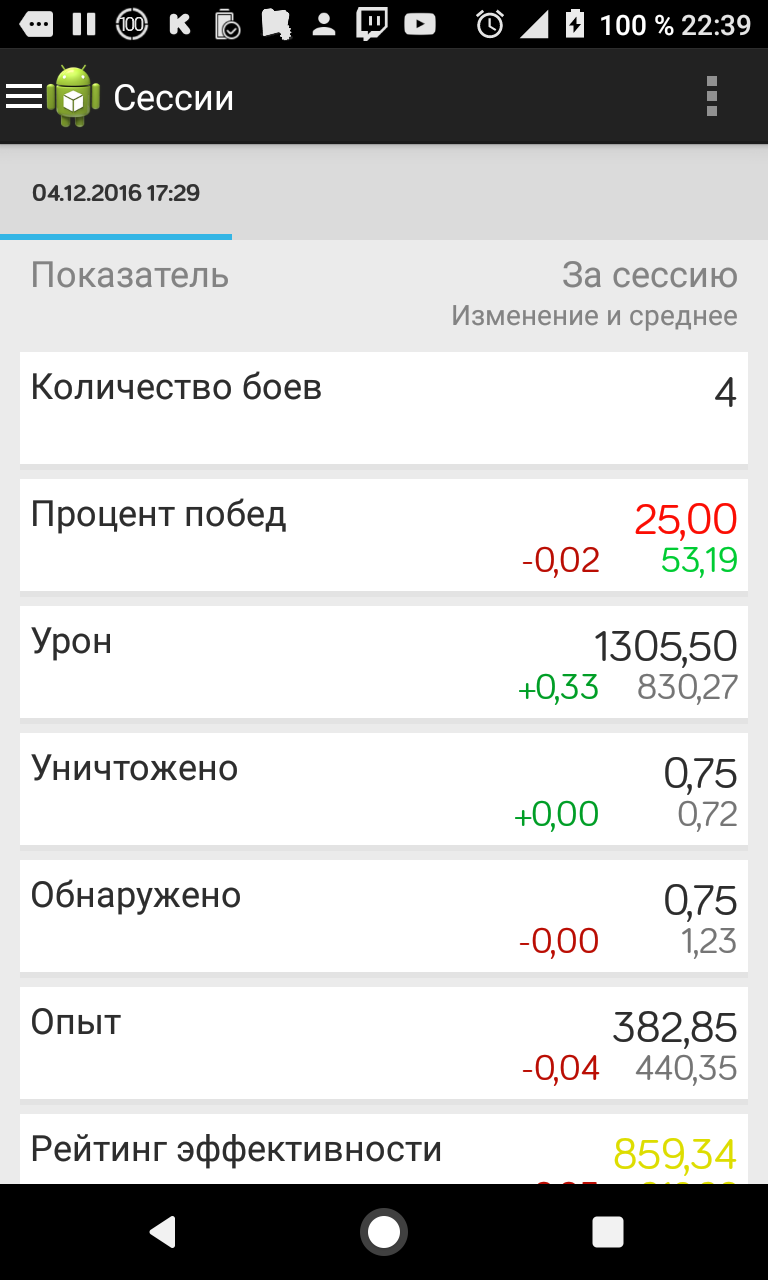 100
100 % 22:39
Сессии
04.12.2016 17:29
Показатель За сессию
Изменение и среднее
Количество боев 4
Процент побед 25,00
-0,02 53,19
Урон 1305,50
+0,33 830,27
Уничтожено 0,75
+0,00 0,72
Обнаружено 0,75
-0,00 1,23
Опыт 382,85
-0,04 440,35
Рейтинг эффективности 859,34